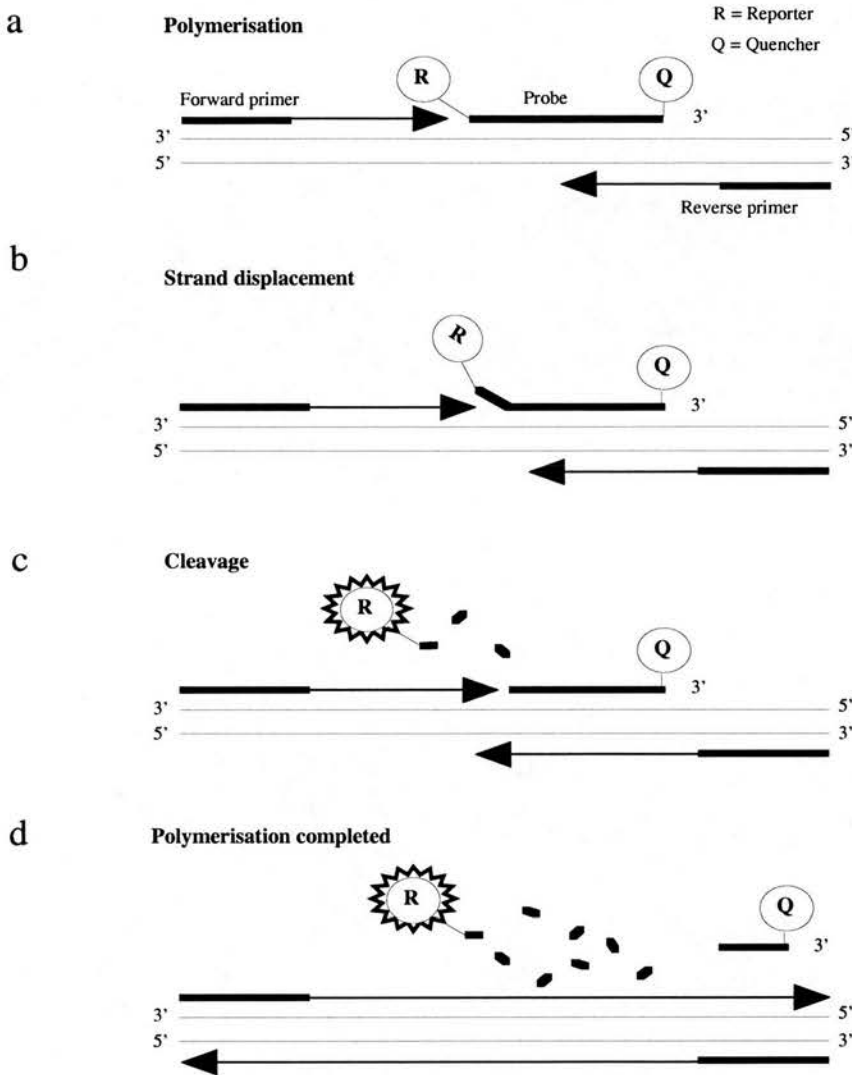 a
Polymerisation
R = Reporter
Q = Quencher
R
Q
Forward primer
Probe
3'
3'
5'
5'
3'
Reverse primer
b
Strand displacement
R
Q
3'
3'
5'
5'
3'
c
Cleavage
R
Q
3'
3'
5'
5'
3'
d
Polymerisation completed
R
Q
3'
3'
5'
5'
3'